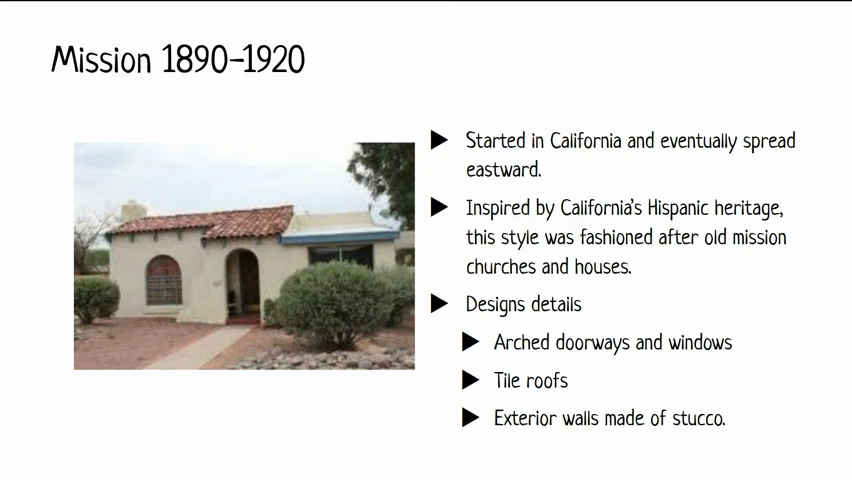 Mission 1890-1920
Started in California and eventually spread
eastward.
Inspired by California's Hispanic heritage,
this style was fashioned after old mission
churches and houses.
Designs details
Arched doorways and windows
Tile roofs
Exterior walls made of stucco.